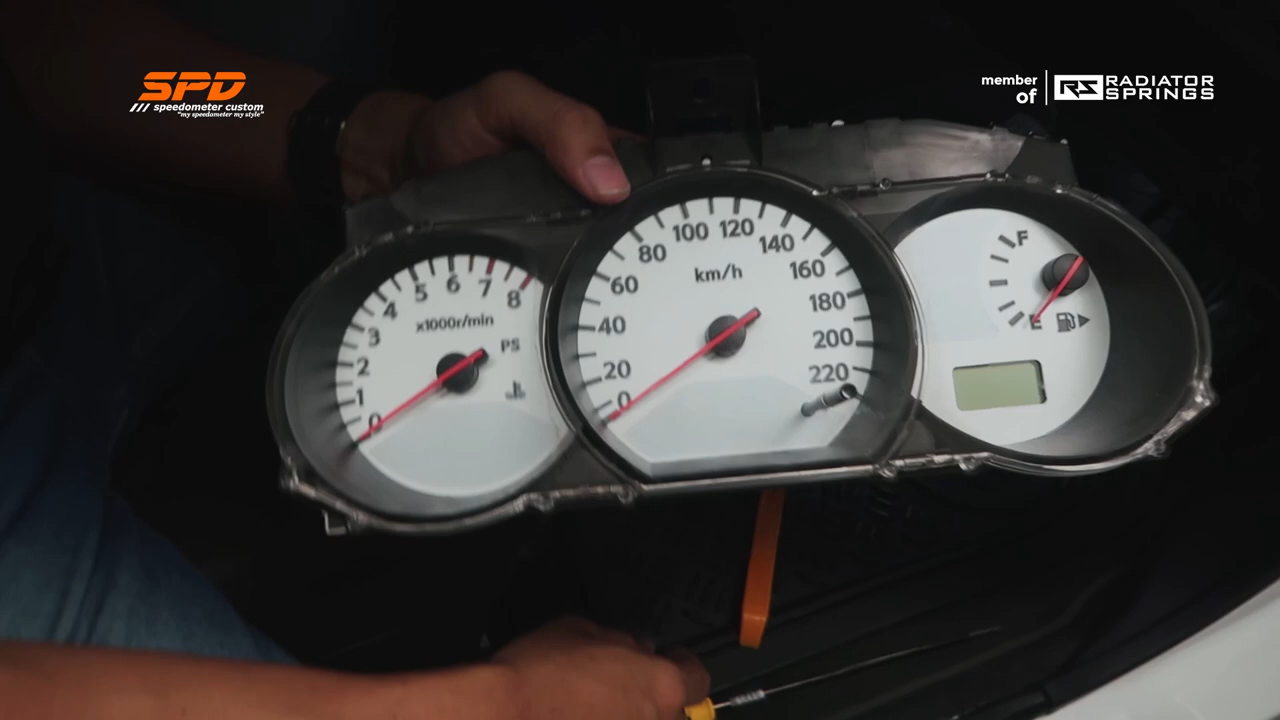 SPD
/// speedometer custom
"my speedometer my style"
member
of
RS
RADIATOR
SPRINGS
0
1
2
3
4
5
6
7
8
x1000r/min
PS
0
20
40
60
80
100
120
140
160
180
200
220
km/h
F
E